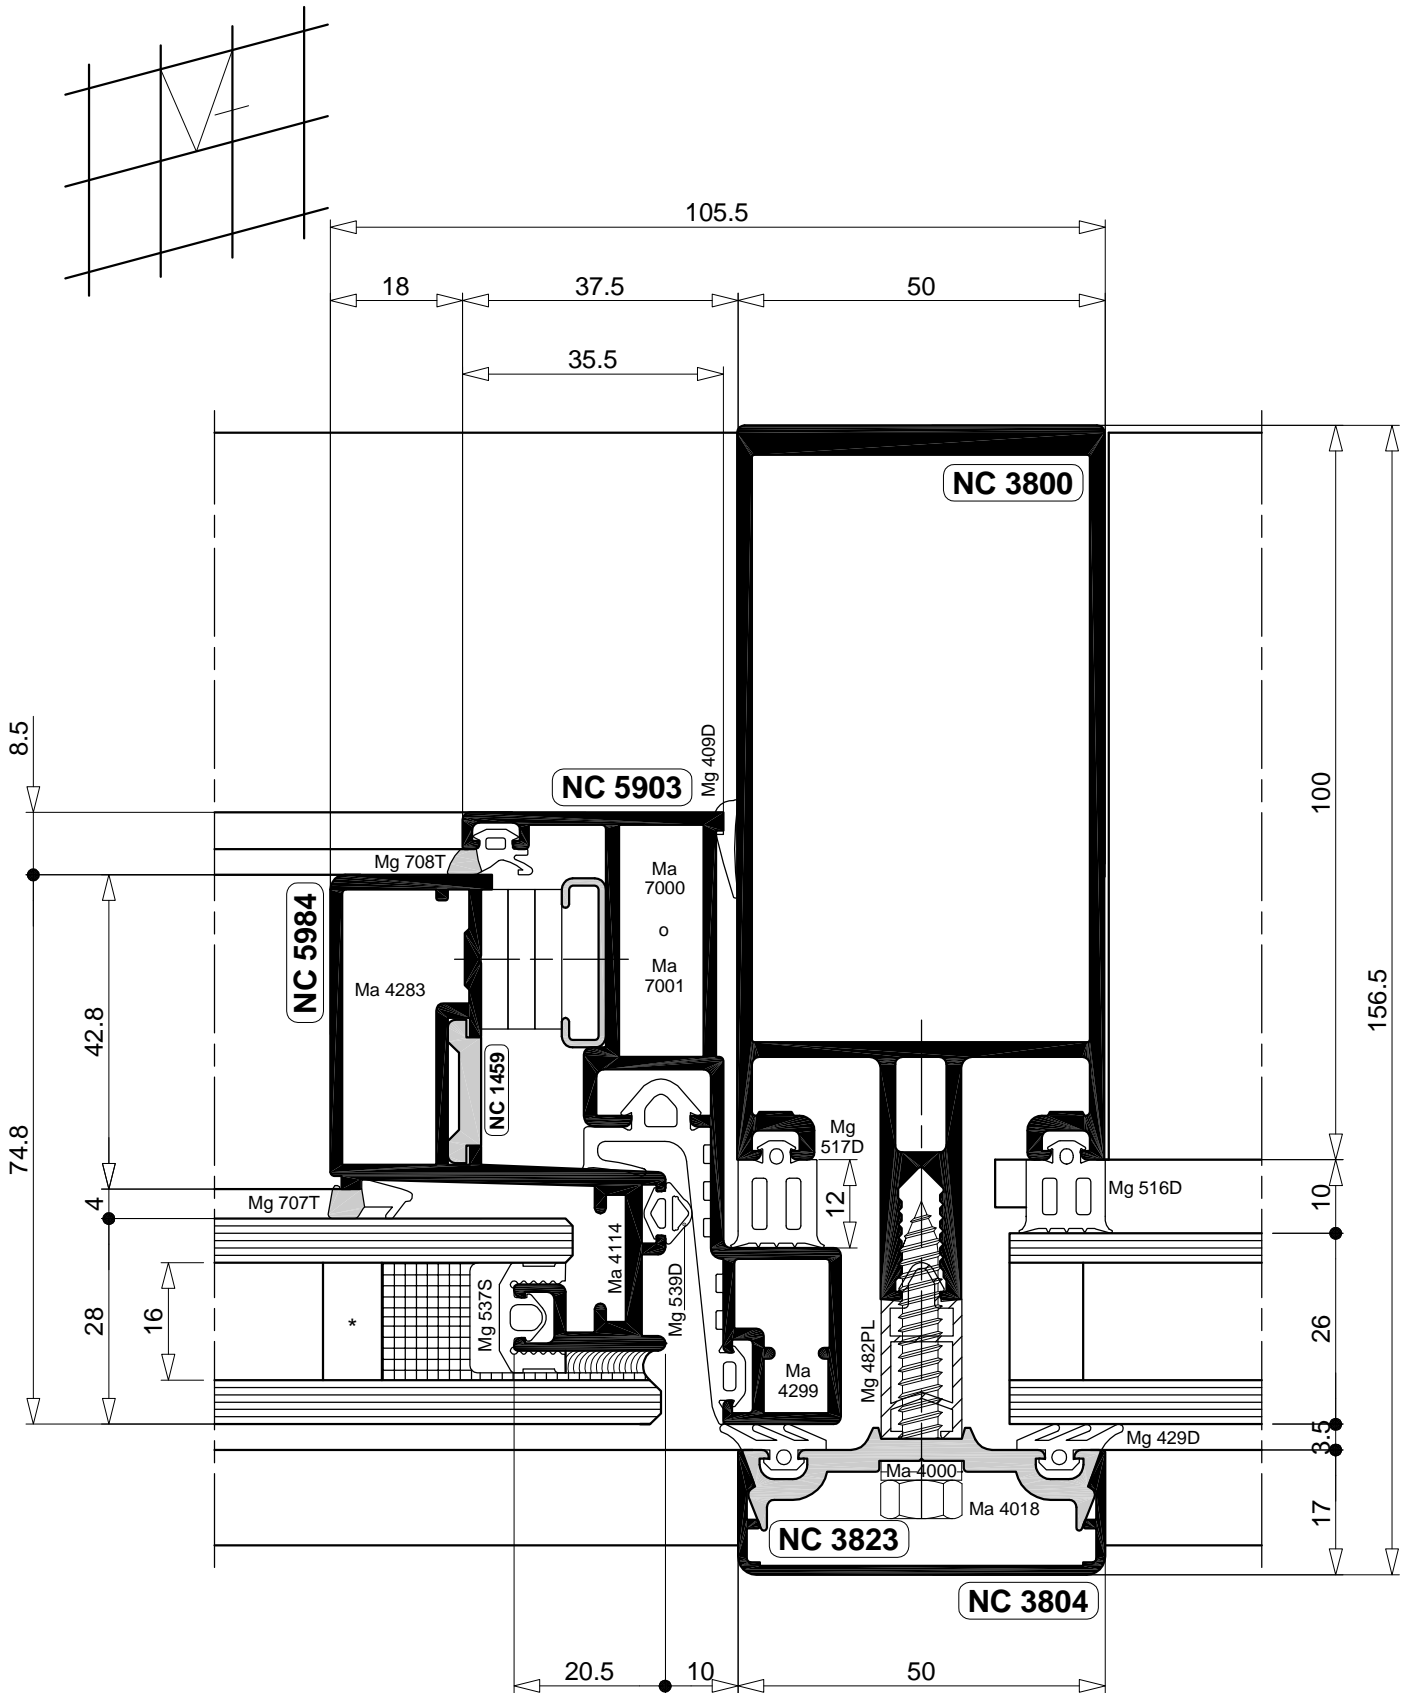 105.5
18
37.5
50
35.5
NC 3800
8.5
Mg 409D
NC 5903
100
Mg 708T
Ma
7000
o
Ma
7001
NC 5984
Ma 4283
156.5
42.8
NC 1459
74.8
Mg
517D
Mg 516D
12
10
4
Mg 707T
Ma 4114
Mg 539D
Mg 537S
28
16
*
26
Mg 482PL
Ma
4299
3.5
Mg 429D
Ma 4000
Ma 4018
17
NC 3823
NC 3804
20.5
10
50